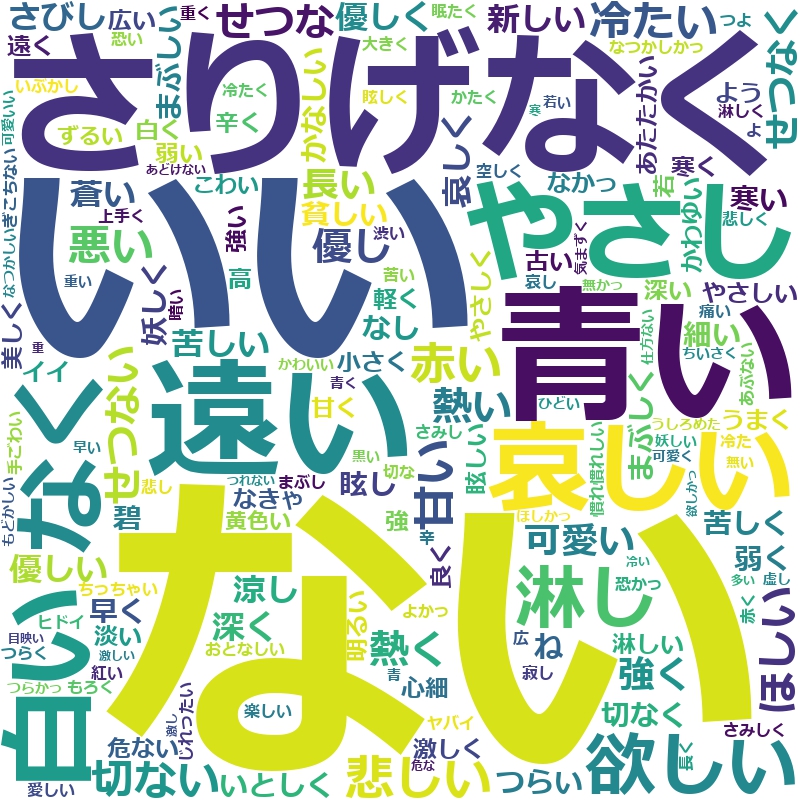 さびし
広い
重く
せつな
優しく
眠たく
新しい
冷たい
つよ
なつかしかっ
せつなく
遠く
恐い
大きく
いぶかし
まぶしい
さりげなく
冷たく
眩しく
かたく
寒
若い
よう
淋しく
ょ
あたたかい
可愛いい
ずるい
白く
辛く
かなしい
弱い
あどけない
蒼い
こわい
長い
哀しく
空しく
なかっ
若
寒く
ぎこちない
上手く
強い
貧しい
渋い
やさし
古い
気まずく
かわゆい
悲しく
寒い
なつかしい
悪い
いい
優し
重い
高
苦い
哀し
無かっ
深い
やさしい
妖しく
暗い
軽く
なし
やさしく
青い
痛い
美しく
重
苦しい
遠い
かわいい
小さく
赤い
細い
仕方ない
ちいさく
あぶない
イイ
せつない
青く
甘く
熱い
ひどい
まぶしく
うしろめた
うまく
手ごわい
なく
早い
黒い
さみし
眩しい
哀しい
妖しい
冷た
可愛く
無い
もどかしい
悲し
つれない
まぶし
切な
眩し
甘い
慣れ慣れしい
欲しかっ
なきゃ
碧
黄色い
強
辛
ほしかっ
苦しく
優しい
ちっちゃい
ない
良く
可愛い
冷い
弱く
白い
早く
涼し
淋し
恐かっ
多い
虚し
ヒドイ
淡い
深く
明るい
よかっ
広
ね
赤く
ほしい
目映い
つらく
激しい
おとなしい
熱く
淋しい
紅い
青
心細
寂し
強く
つらかっ
もろく
激し
じれったい
楽しい
ヤバイ
切なく
さみしく
危ない
激しく
危な
長く
愛しい
切ない
いとしく
悲しい
つらい
欲しい